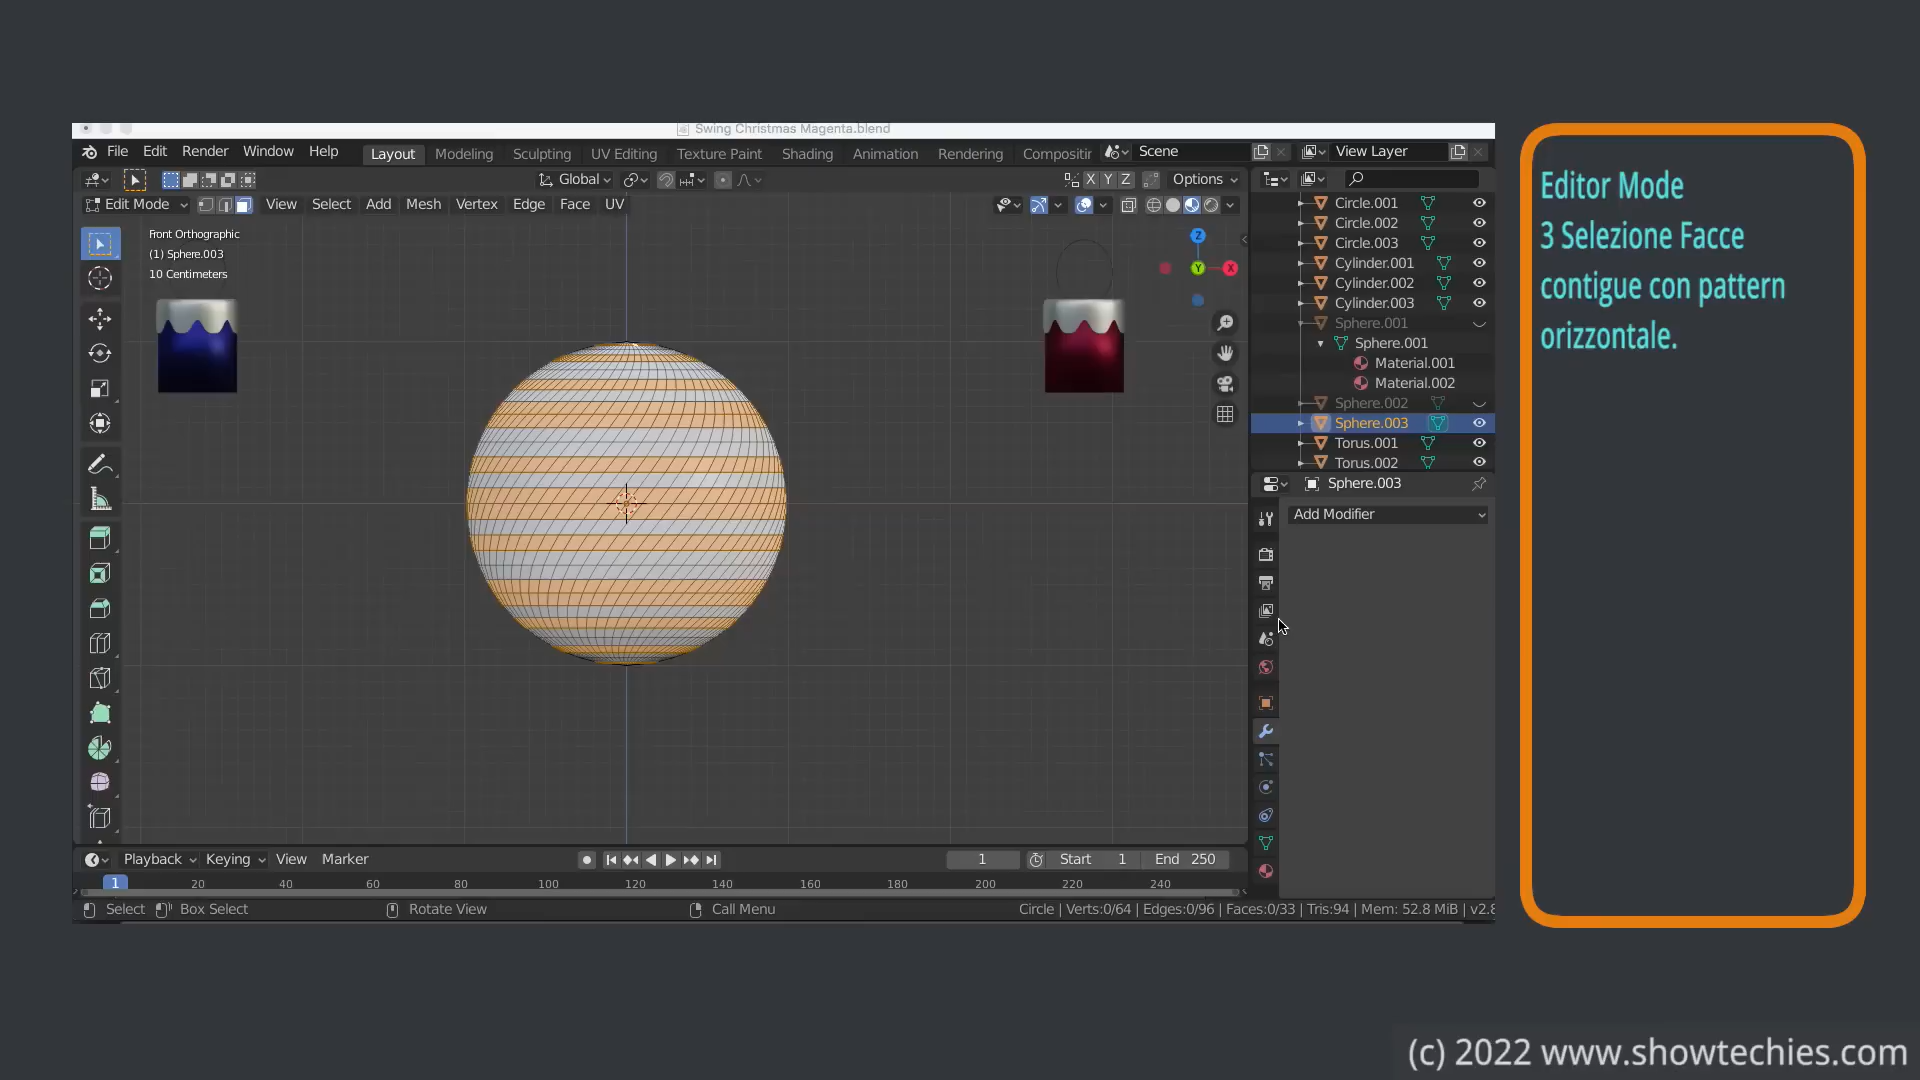 Swing Christmas Magenta.blend
File Edit Render Window Help Layout Modeling Sculpting UV Editing Texture Paint Shading Animation Rendering Compositir Scene View Layer
Global X Y Z Options
Edit Mode View Select Add Mesh Vertex Edge Face UV
Front Orthographic
(1) Sphere.003
10 Centimeters
Z
Y
X
Circle.001
Circle.002
Circle.003
Cylinder.001
Cylinder.002
Cylinder.003
Sphere.001
Sphere.001
Material.001
Material.002
Sphere.002
Sphere.003
Torus.001
Torus.002
Sphere.003
Add Modifier
Playback Keying View Marker 1 Start 1 End 250
1 20 40 60 80 100 120 140 160 180 200 220 240
Select Box Select Rotate View Call Menu Circle | Verts:0/64 | Edges:0/96 | Faces:0/33 | Tris:94 | Mem: 52.8 MiB | v2.8
Editor Mode
3 Selezione Facce
contigue con pattern
orizzontale.
(c) 2022 www.showtechies.com